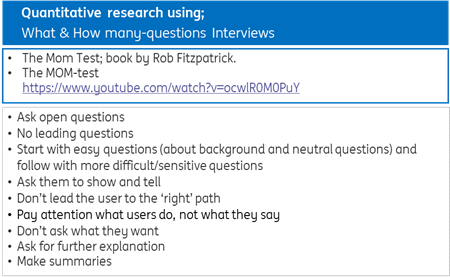 Quantitative research using;
What & How many-questions Interviews
• The Mom Test; book by Rob Fitzpatrick.
• The MOM-test
https://www.youtube.com/watch?v=ocwlR0M0PuY
• Ask open questions
• No leading questions
• Start with easy questions (about background and neutral questions) and
follow with more difficult/sensitive questions
• Ask them to show and tell
• Don't lead the user to the ‘right’ path
• Pay attention what users do, not what they say
• Don't ask what they want
• Ask for further explanation
• Make summaries